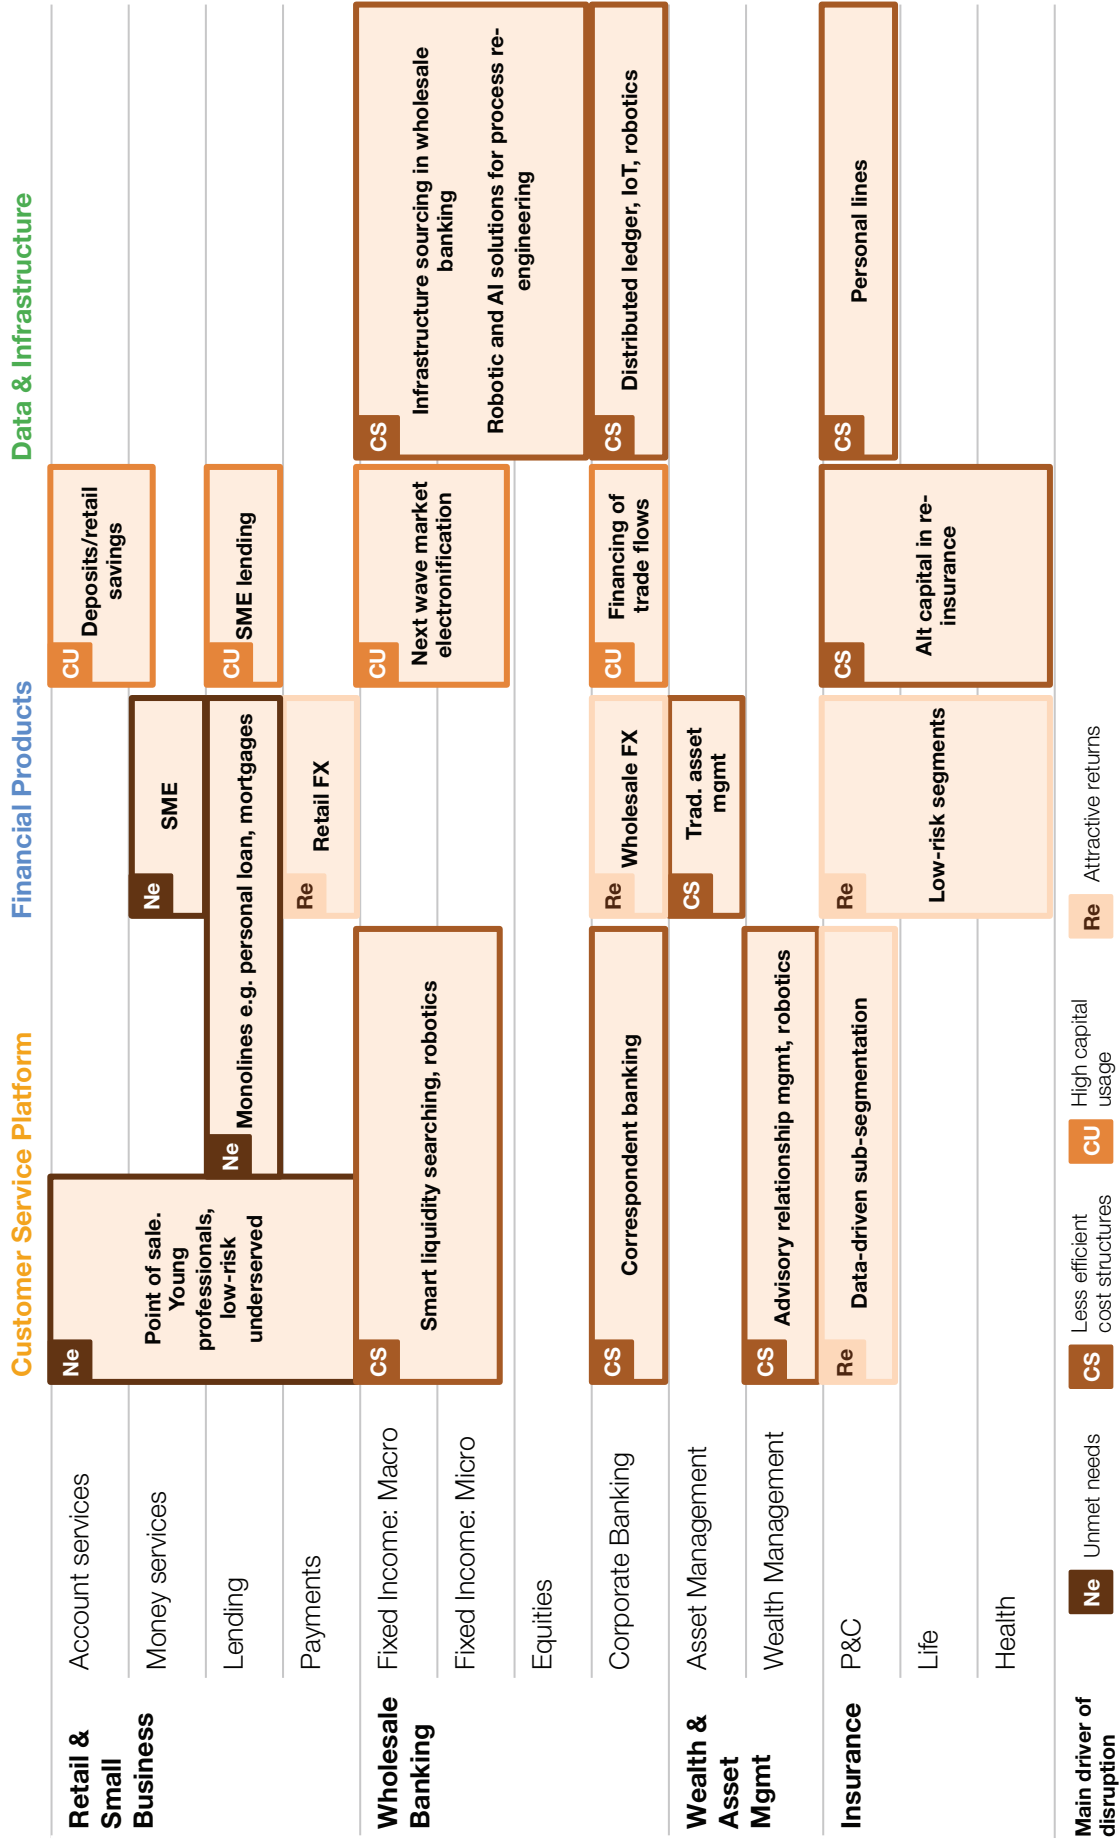 Customer Service Platform
Financial Products
Data & Infrastructure
Retail &
Small
Business
Account services
Money services
Lending
Payments
Ne
Point of sale.
Young
professionals,
low-risk
underserved
Ne
Monolines e.g. personal loan, mortgages
Ne
SME
Re
Retail FX
CU
Deposits/retail
savings
CU
SME lending
Wholesale
Banking
Fixed Income: Macro
Fixed Income: Micro
Equities
Corporate Banking
CS
Smart liquidity searching, robotics
CU
Next wave market
electronification
CS
Infrastructure sourcing in wholesale
banking
Robotic and AI solutions for process re-
engineering
CS
Correspondent banking
Re
Wholesale FX
CU
Financing of
trade flows
CS
Distributed ledger, IoT, robotics
Wealth &
Asset
Mgmt
Asset Management
Wealth Management
CS
Trad. asset
mgmt
CS
Advisory relationship mgmt, robotics
Insurance
P&C
Life
Health
Re
Data-driven sub-segmentation
Re
Low-risk segments
CS
Alt capital in re-
insurance
CS
Personal lines
Main driver of
disruption
Ne
Unmet needs
CS
Less efficient
cost structures
CU
High capital
usage
Re
Attractive returns